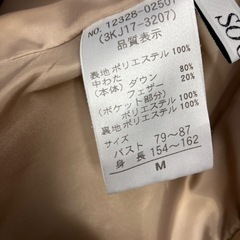 NO. 12328-02507
(3KJ17-3207)
品質表示
表地 ポリエステル 100%
中わた
(本体) ダウン 80%
フェザー 20%
(ポケット部分)
ポリエステル 100%
裏地 ポリエステル 100%
サイズ
バスト 79~87
身長 154~162
M